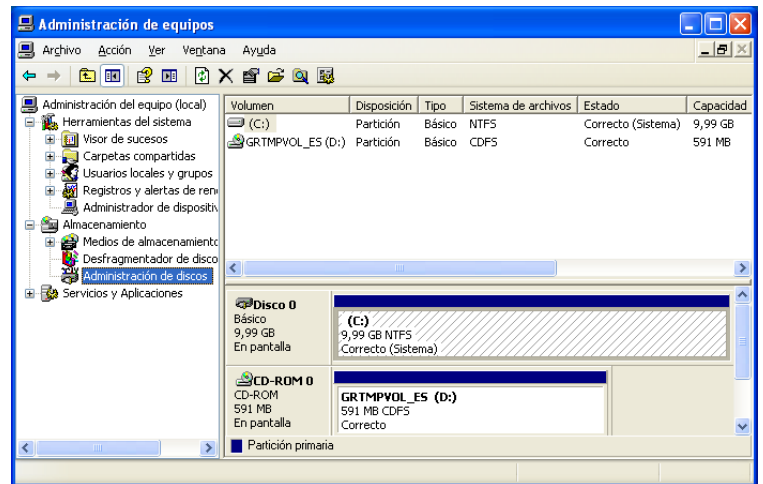 Administración de equipos
Archivo Acción Ver Ventana Ayuda
Administración del equipo (local)
Herramientas del sistema
Visor de sucesos
Carpetas compartidas
Usuarios locales y grupos
Registros y alertas de ren
Administrador de dispositiv
Almacenamiento
Medios de almacenamiento
Desfragmentador de disco
Administración de discos
Servicios y Aplicaciones
Volumen Disposición Tipo Sistema de archivos Estado Capacidad
(C:) Partición Básico NTFS Correcto (Sistema) 9,99 GB
GRTMPVOL_ES (D:) Partición Básico CDFS Correcto 591 MB
Disco 0
Básico
9,99 GB
En pantalla
(C:)
9,99 GB NTFS
Correcto (Sistema)
CD-ROM 0
CD-ROM
591 MB
En pantalla
GRTMPVOL_ES (D:)
591 MB CDFS
Correcto
Partición primaria